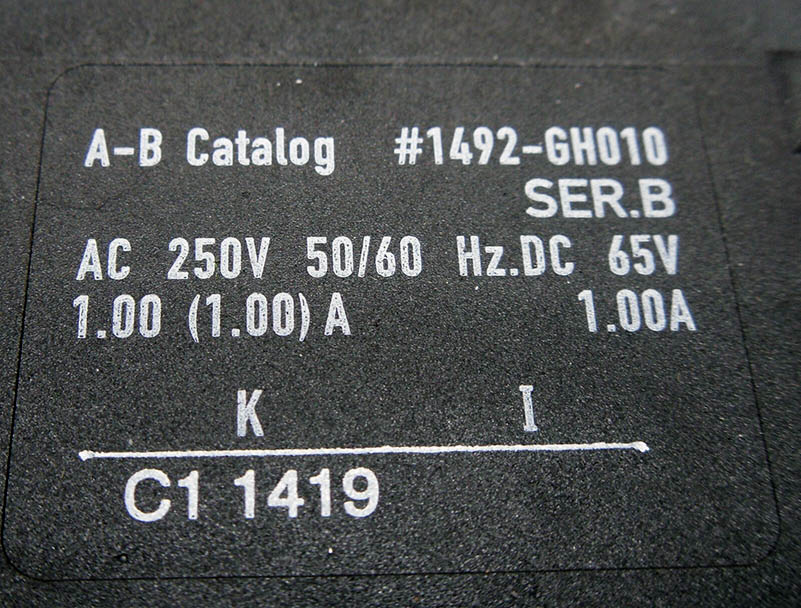 A-B Catalog #1492-GH010
SER.B
AC 250V 50/60 Hz.DC 65V
1.00 (1.00) A 1.00A
K I
C1 1419